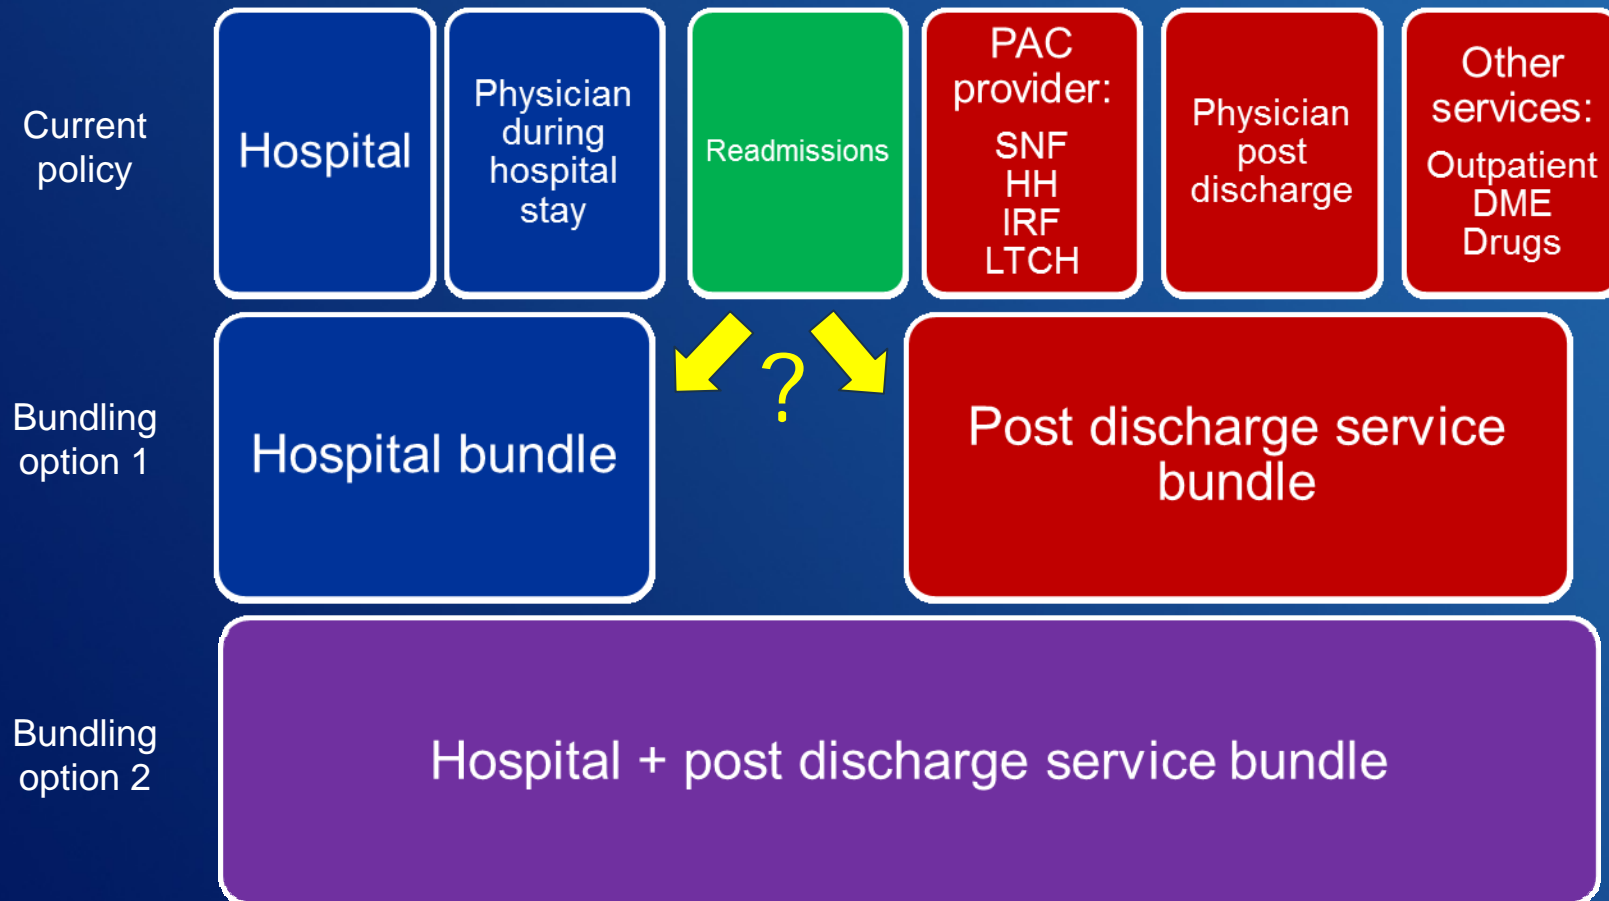 Current
policy
Hospital
Physician
during
hospital
stay
Readmissions
PAC
provider:
SNF
HH
IRF
LTCH
Physician
post
discharge
Other
services:
Outpatient
DME
Drugs
Bundling
option 1
Hospital bundle
?
Post discharge service
bundle
Bundling
option 2
Hospital + post discharge service bundle